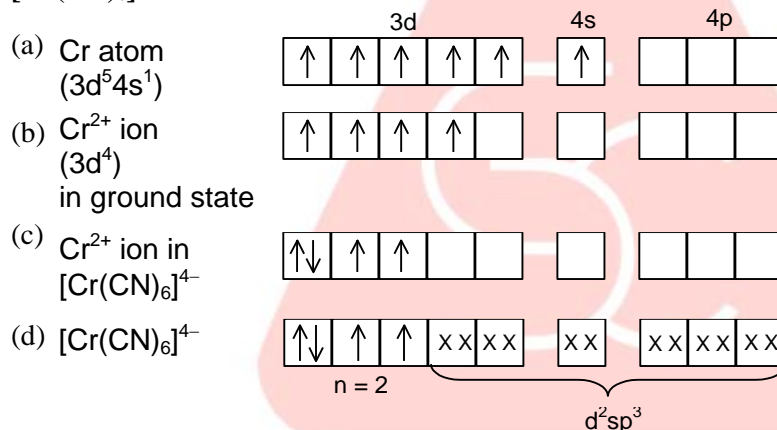 3d 4s 4p
(a) Cr atom
(3d⁵4s¹)
↑ ↑ ↑ ↑ ↑ ↑
(b) Cr²⁺ ion
(3d⁴)
in ground state
↑ ↑ ↑ ↑
(c) Cr²⁺ ion in
[Cr(CN)₆]⁴⁻
↑↓ ↑ ↑
(d) [Cr(CN)₆]⁴⁻
↑↓ ↑ ↑ x x x x x x x x x x x x
n = 2
d²sp³